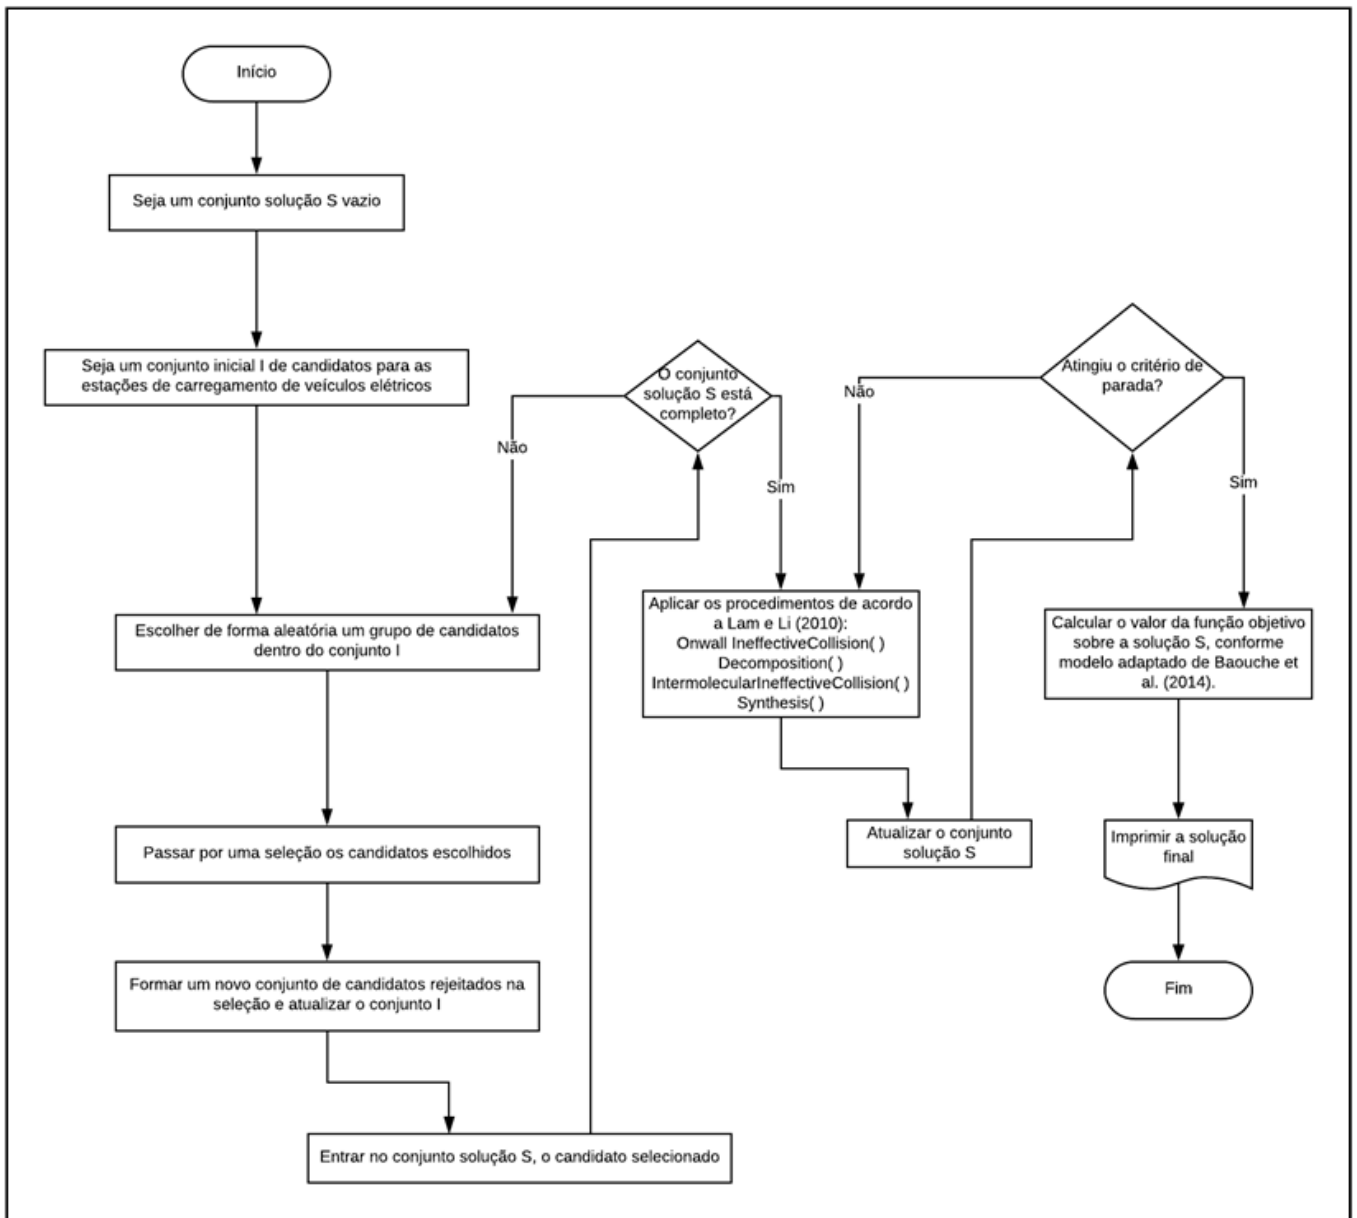 Início
Seja um conjunto solução S vazio
Seja um conjunto inicial I de candidatos para as
estações de carregamento de veículos elétricos
Escolher de forma aleatória um grupo de candidatos
dentro do conjunto I
Passar por uma seleção os candidatos escolhidos
Formar um novo conjunto de candidatos rejeitados na
seleção e atualizar o conjunto I
Entrar no conjunto solução S, o candidato selecionado
O conjunto
solução S está
completo?
Não
Sim
Aplicar os procedimentos de acordo
a Lam e Li (2010):
Onwall IneffectiveCollision( )
Decomposition( )
IntermolecularIneffectiveCollision( )
Synthesis( )
Atualizar o conjunto
solução S
Atingiu o critério de
parada?
Não
Sim
Calcular o valor da função objetivo
sobre a solução S, conforme
modelo adaptado de Baouche et
al. (2014).
Imprimir a solução
final
Fim